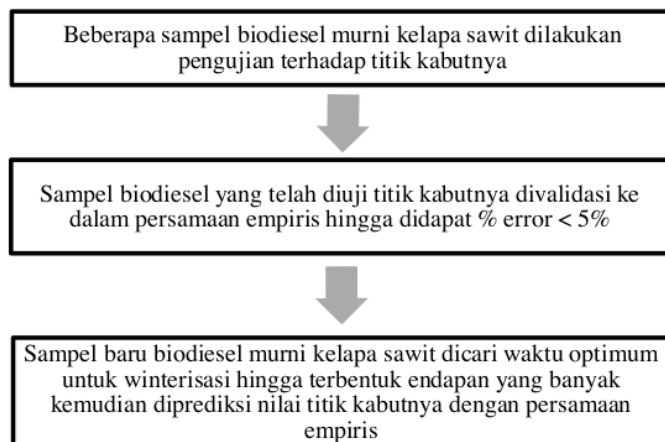 Beberapa sampel biodiesel murni kelapa sawit dilakukan
pengujian terhadap titik kabutnya
Sampel biodiesel yang telah diuji titik kabutnya divalidasi ke
dalam persamaan empiris hingga didapat % error < 5%
Sampel baru biodiesel murni kelapa sawit dicari waktu optimum
untuk winterisasi hingga terbentuk endapan yang banyak
kemudian diprediksi nilai titik kabutnya dengan persamaan
empiris